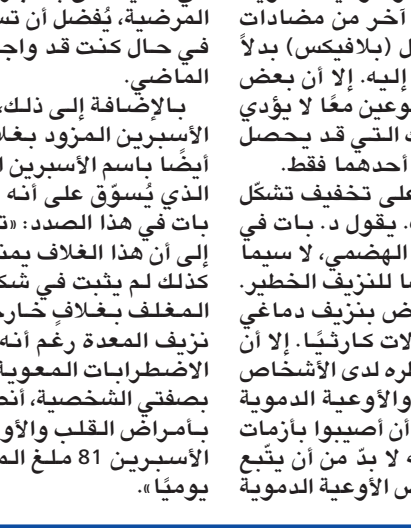 آخر من مضادات
ل (بلافيكس) بدلاً
إليه. إلا أن بعض
وعين معًا لا يؤدي
ك التي قد يحصل
أحدهما فقط.
على تخفيف تشكّل
. يقول د. بات في
الهضمي، لا سيما
ما للنزيف الخطير.
ض بنزيف دماغي
لات كارثيًا. إلا أن
طره لدى الأشخاص
والأوعية الدموية
أن أصيبوا بأزمات
ه لا بدّ من أن يتّبع
ض الأوعية الدموية
المرضية، يُفضل أن تس
في حال كنت قد واج
الماضي.
بالإضافة إلى ذلك،
الأسبرين المزود بغلا
أيضًا باسم الأسبرين ا
الذي يُسوّق على أنه
بات في هذا الصدد: «ت
إلى أن هذا الغلاف يمن
كذلك لم يثبت في شك
المغلف بغلافٍ خار
نزيف المعدة رغم أنه
الاضطرابات المعوية
بصفتي الشخصية، أنص
بأمراض القلب والأو
الأسبرين 81 ملغ الم
يوميًا».